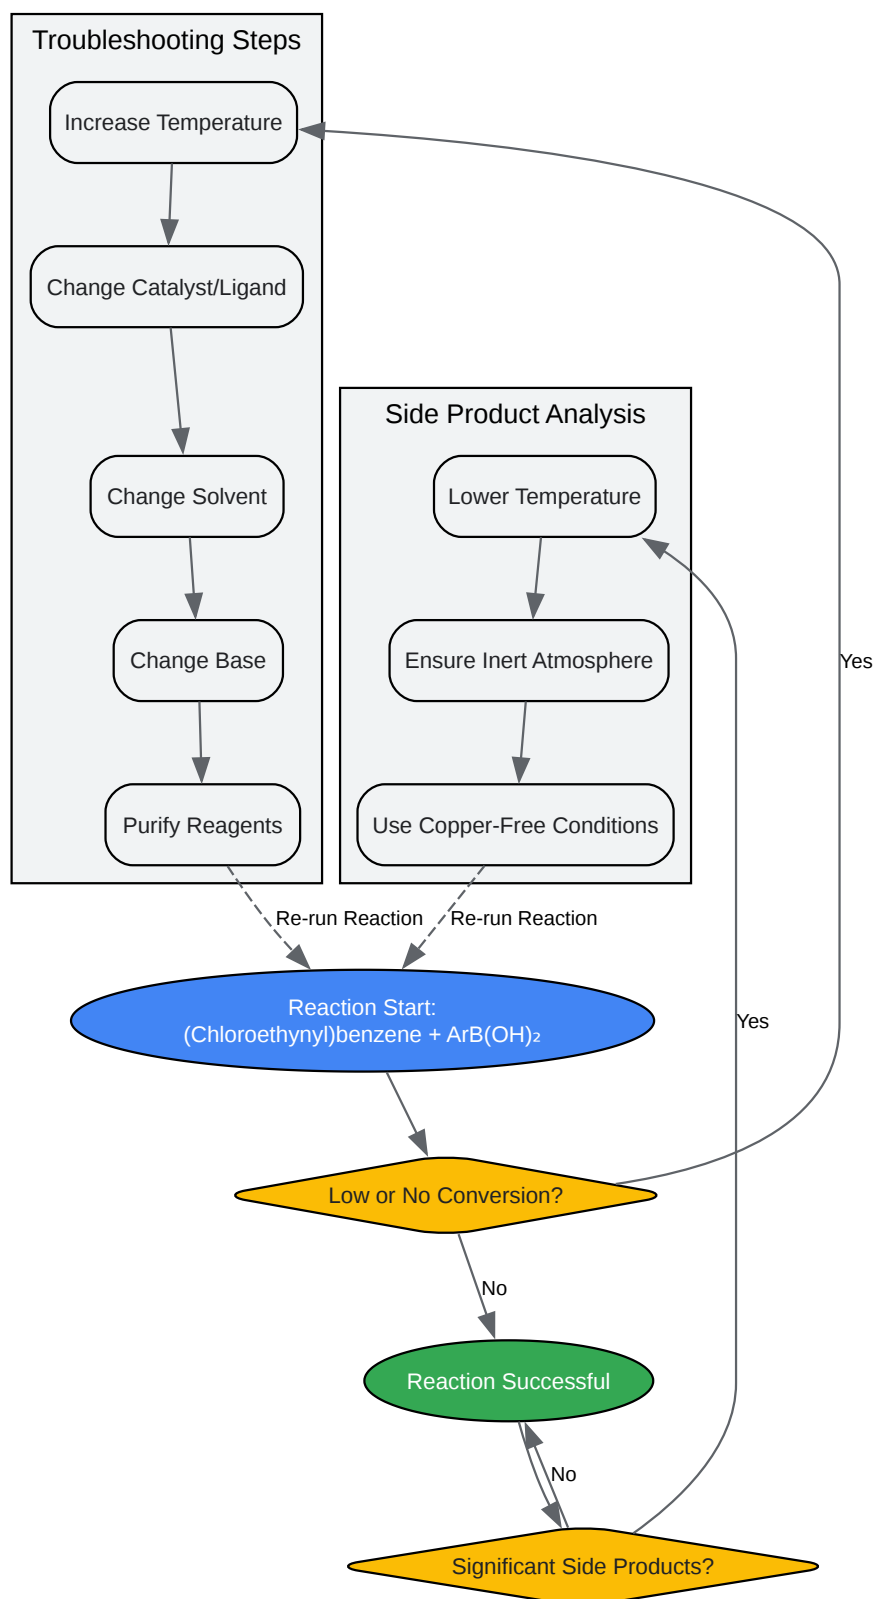 Troubleshooting Steps
Increase Temperature
Change Catalyst/Ligand
Change Solvent
Change Base
Purify Reagents
Side Product Analysis
Lower Temperature
Ensure Inert Atmosphere
Use Copper-Free Conditions
Yes
Re-run Reaction
Re-run Reaction
Reaction Start:
(Chloroethynyl)benzene + ArB(OH)₂
Yes
Low or No Conversion?
No
Reaction Successful
No
Significant Side Products?